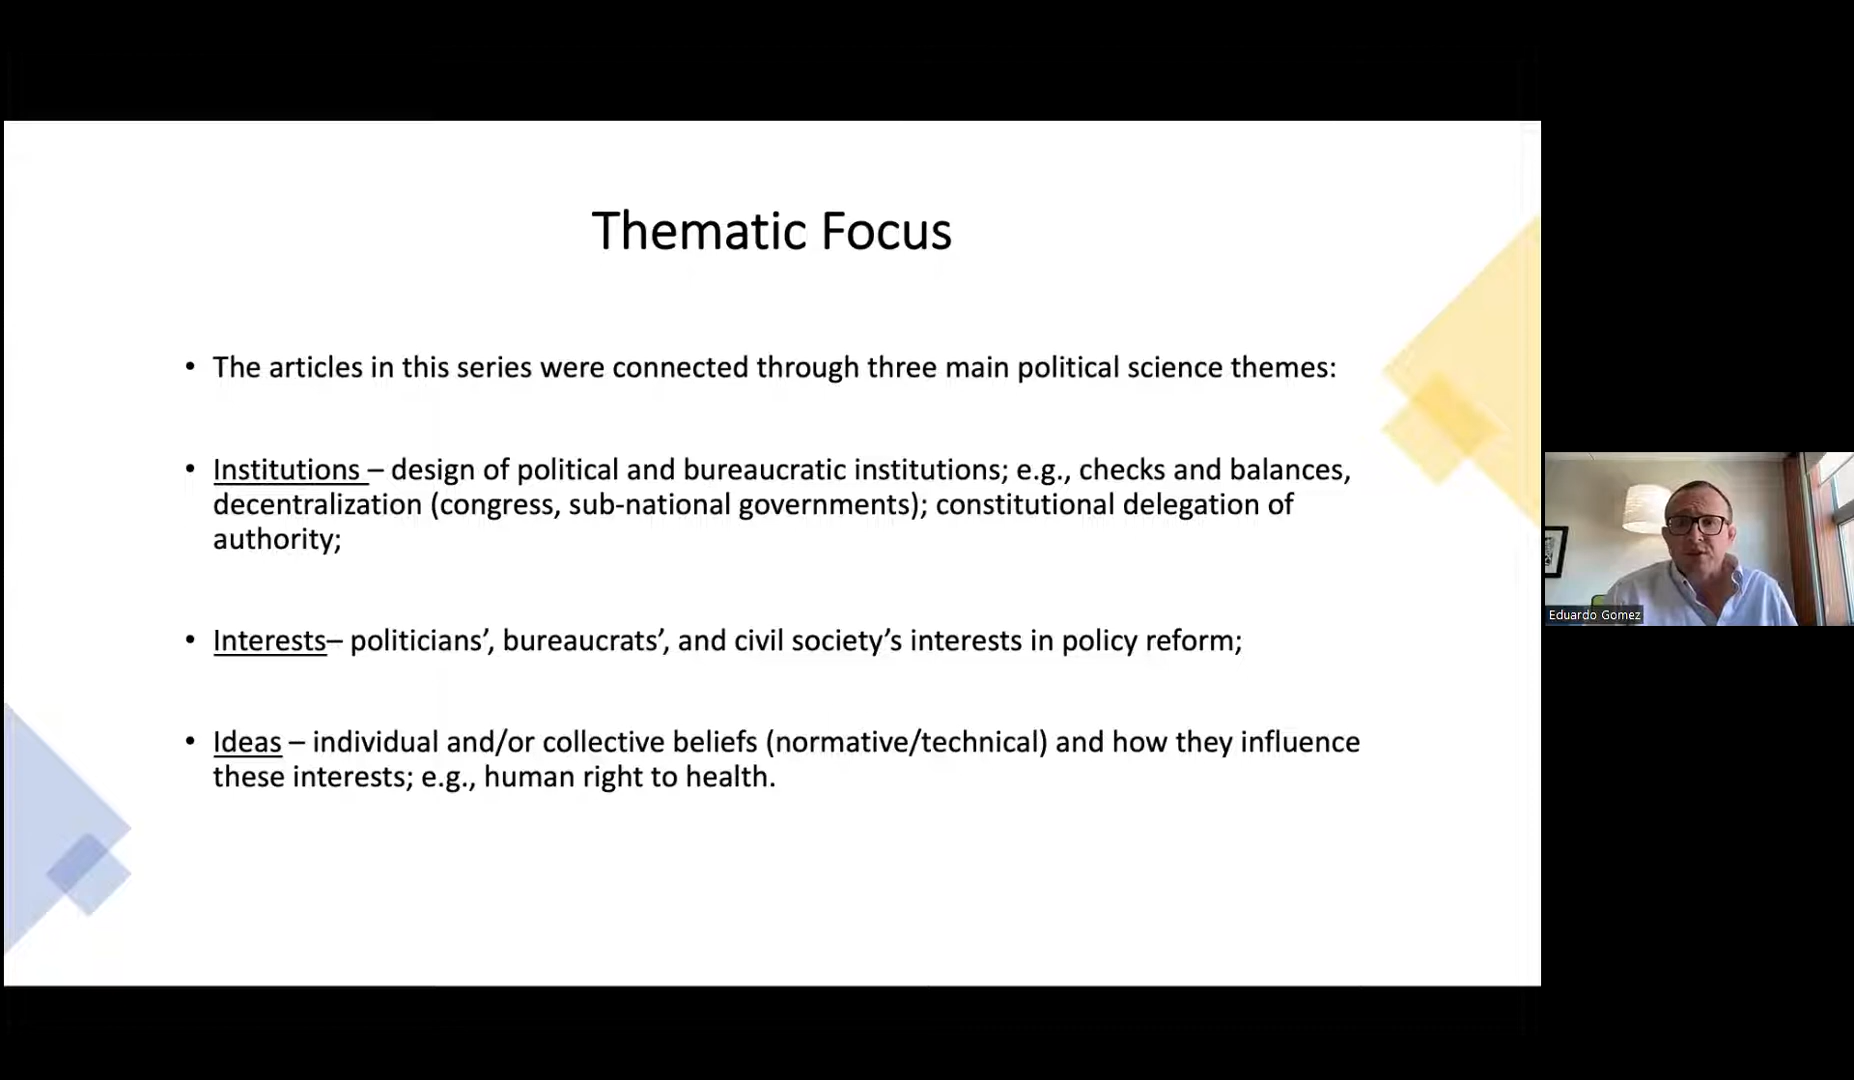 Thematic Focus
• The articles in this series were connected through three main political science themes:
• Institutions – design of political and bureaucratic institutions; e.g., checks and balances,
decentralization (congress, sub-national governments); constitutional delegation of
authority;
• Interests– politicians’, bureaucrats’, and civil society’s interests in policy reform;
• Ideas – individual and/or collective beliefs (normative/technical) and how they influence
these interests; e.g., human right to health.
Eduardo Gomez